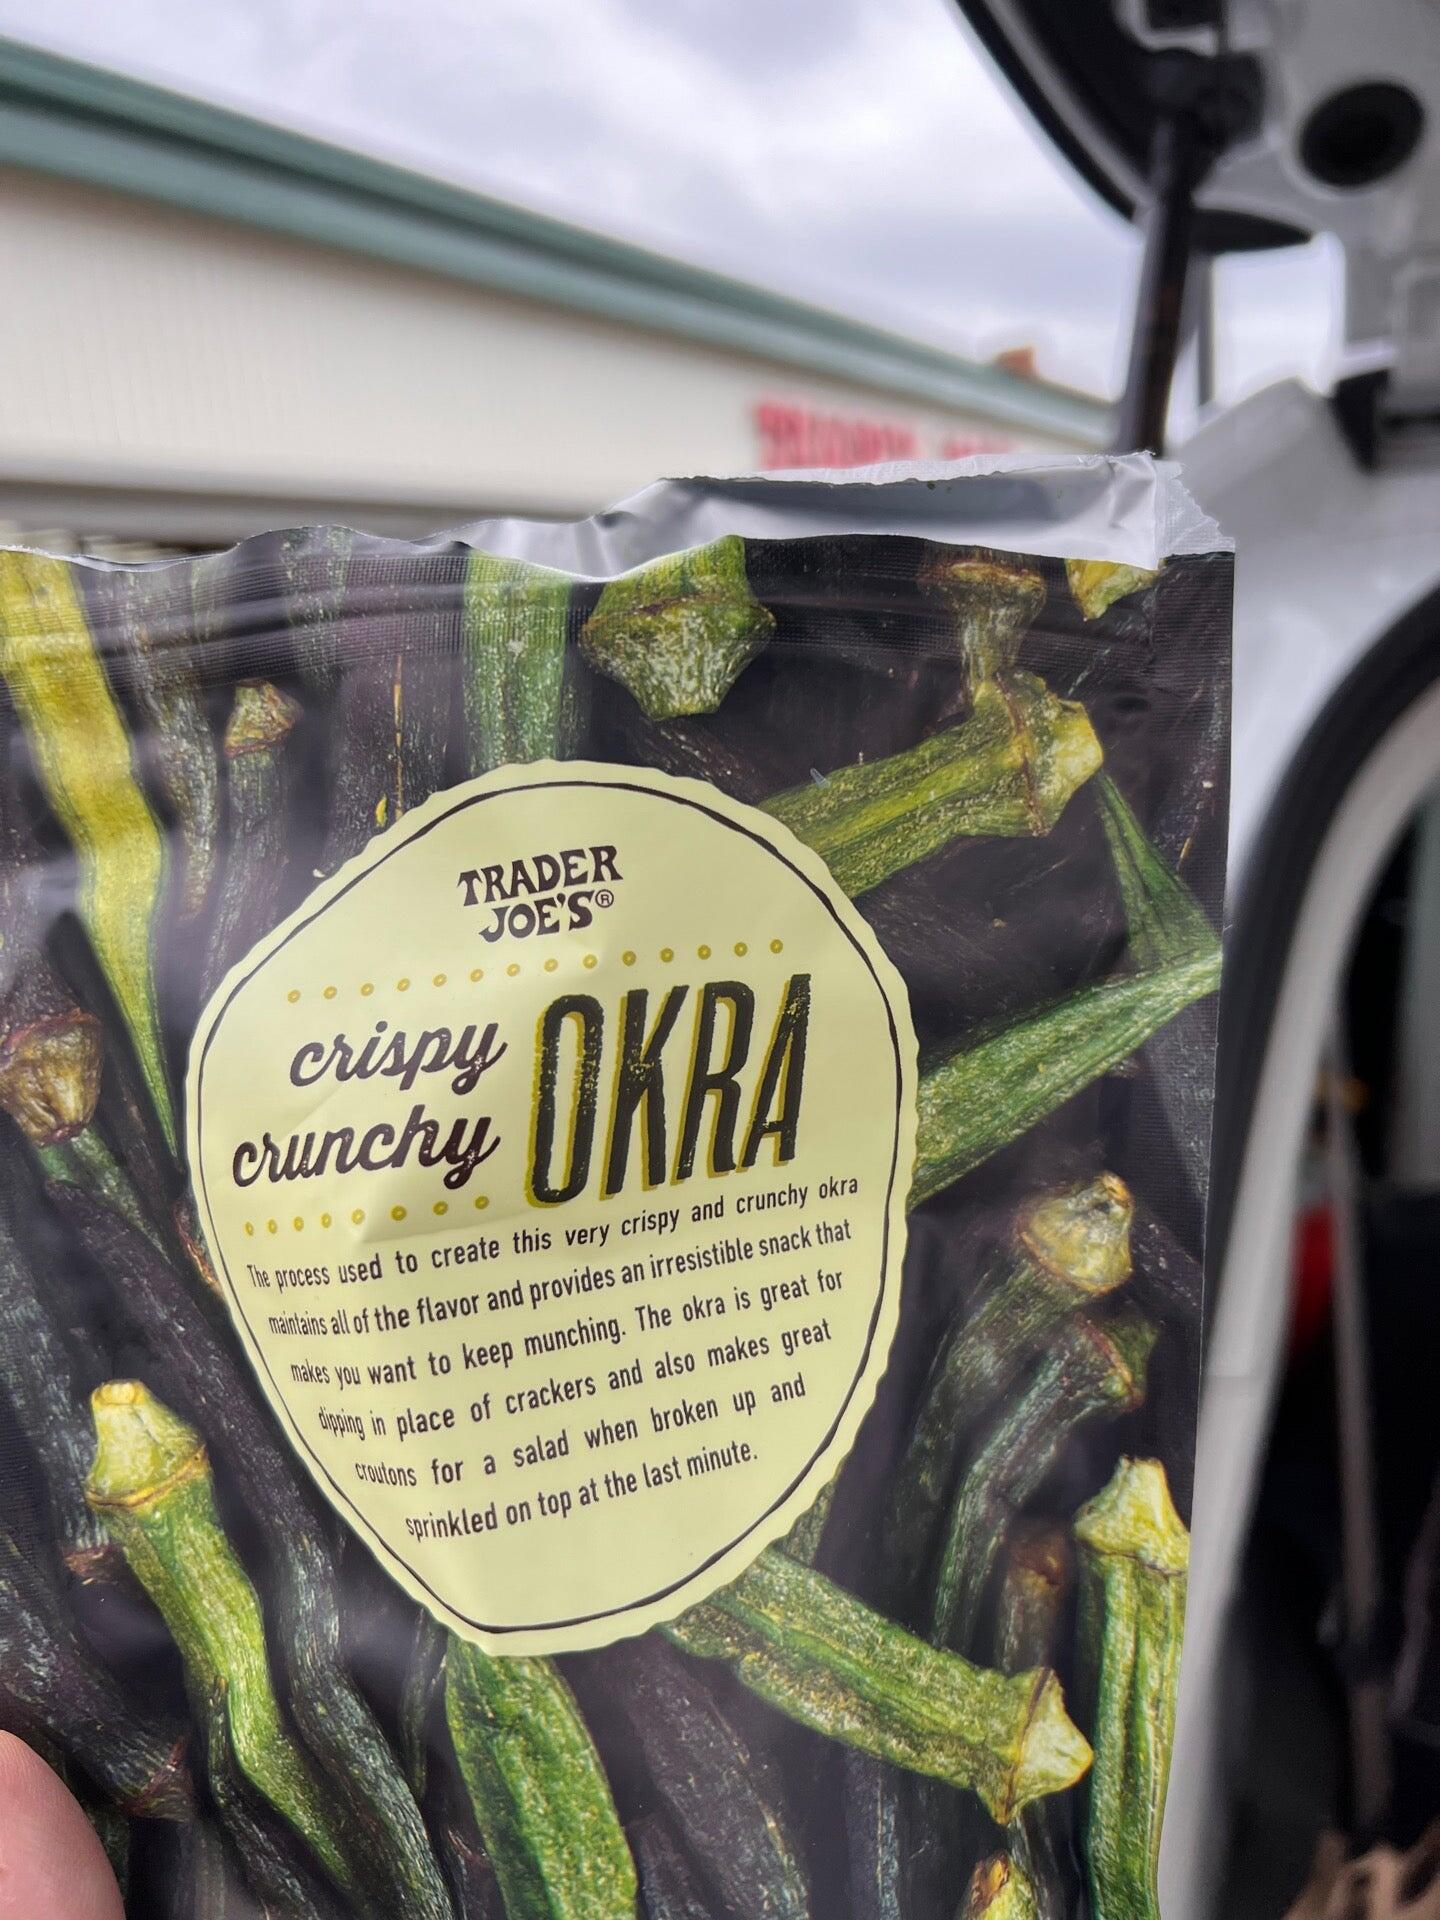 TRADER
JOE'S®
crispy
crunchy
OKRA
The process used to create this very crispy and crunchy okra
maintains all of the flavor and provides an irresistible snack that
makes you want to keep munching. The okra is great for
dipping in place of crackers and also makes great
croutons for a salad when broken up and
sprinkled on top at the last minute.